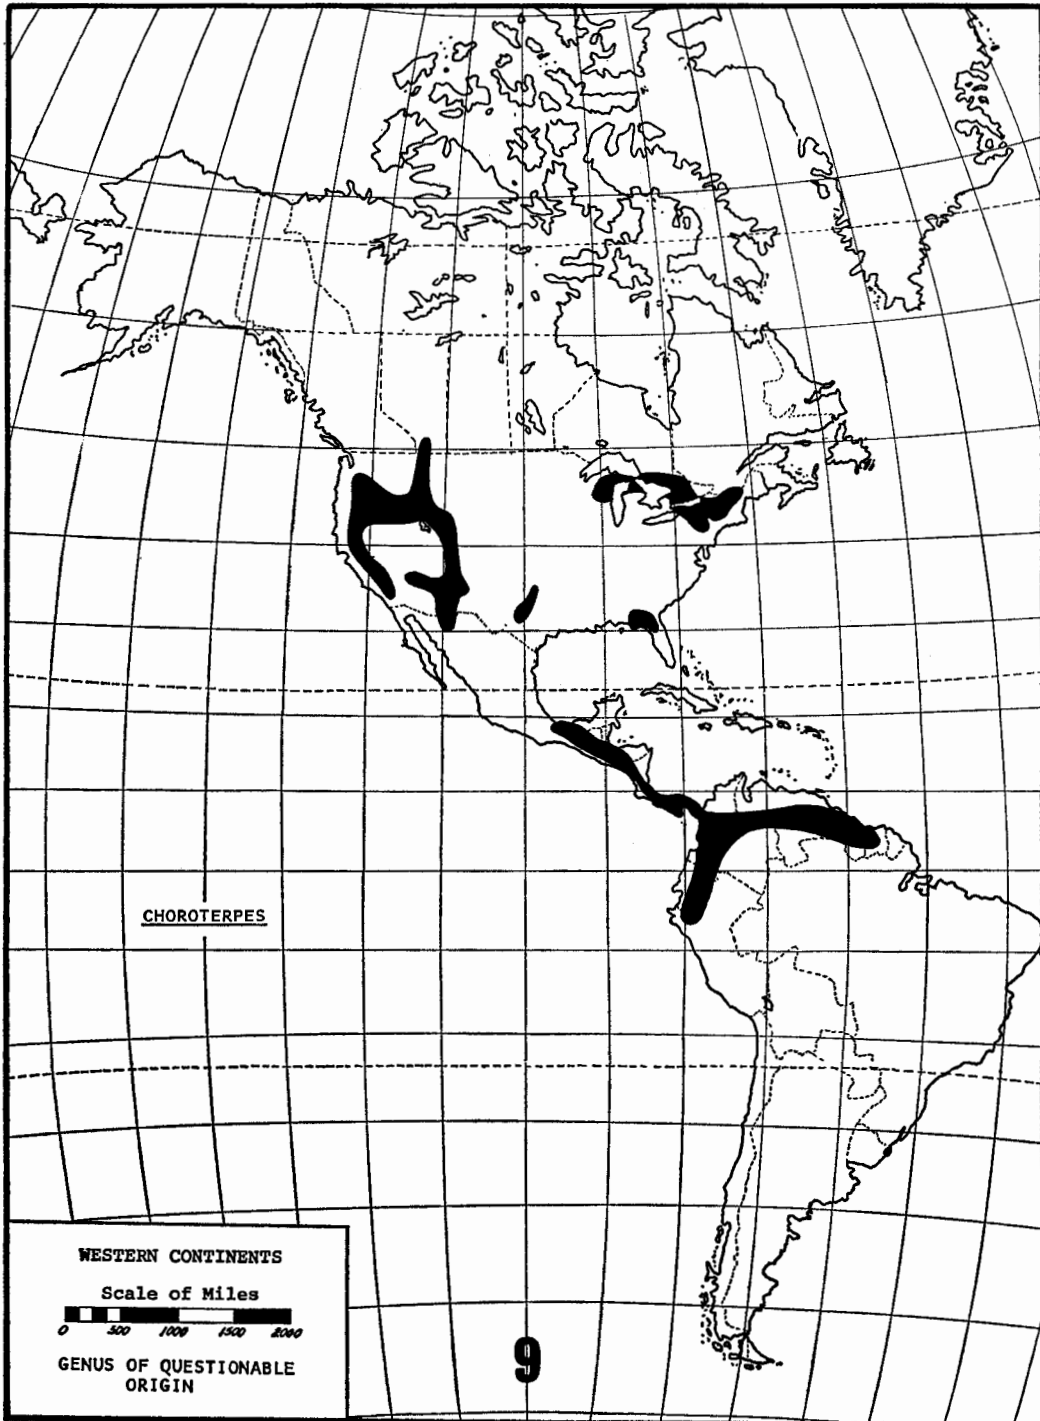 CHOROTERPES
WESTERN CONTINENTS
Scale of Miles
0 500 1000 1500 2000
GENUS OF QUESTIONABLE
ORIGIN
9